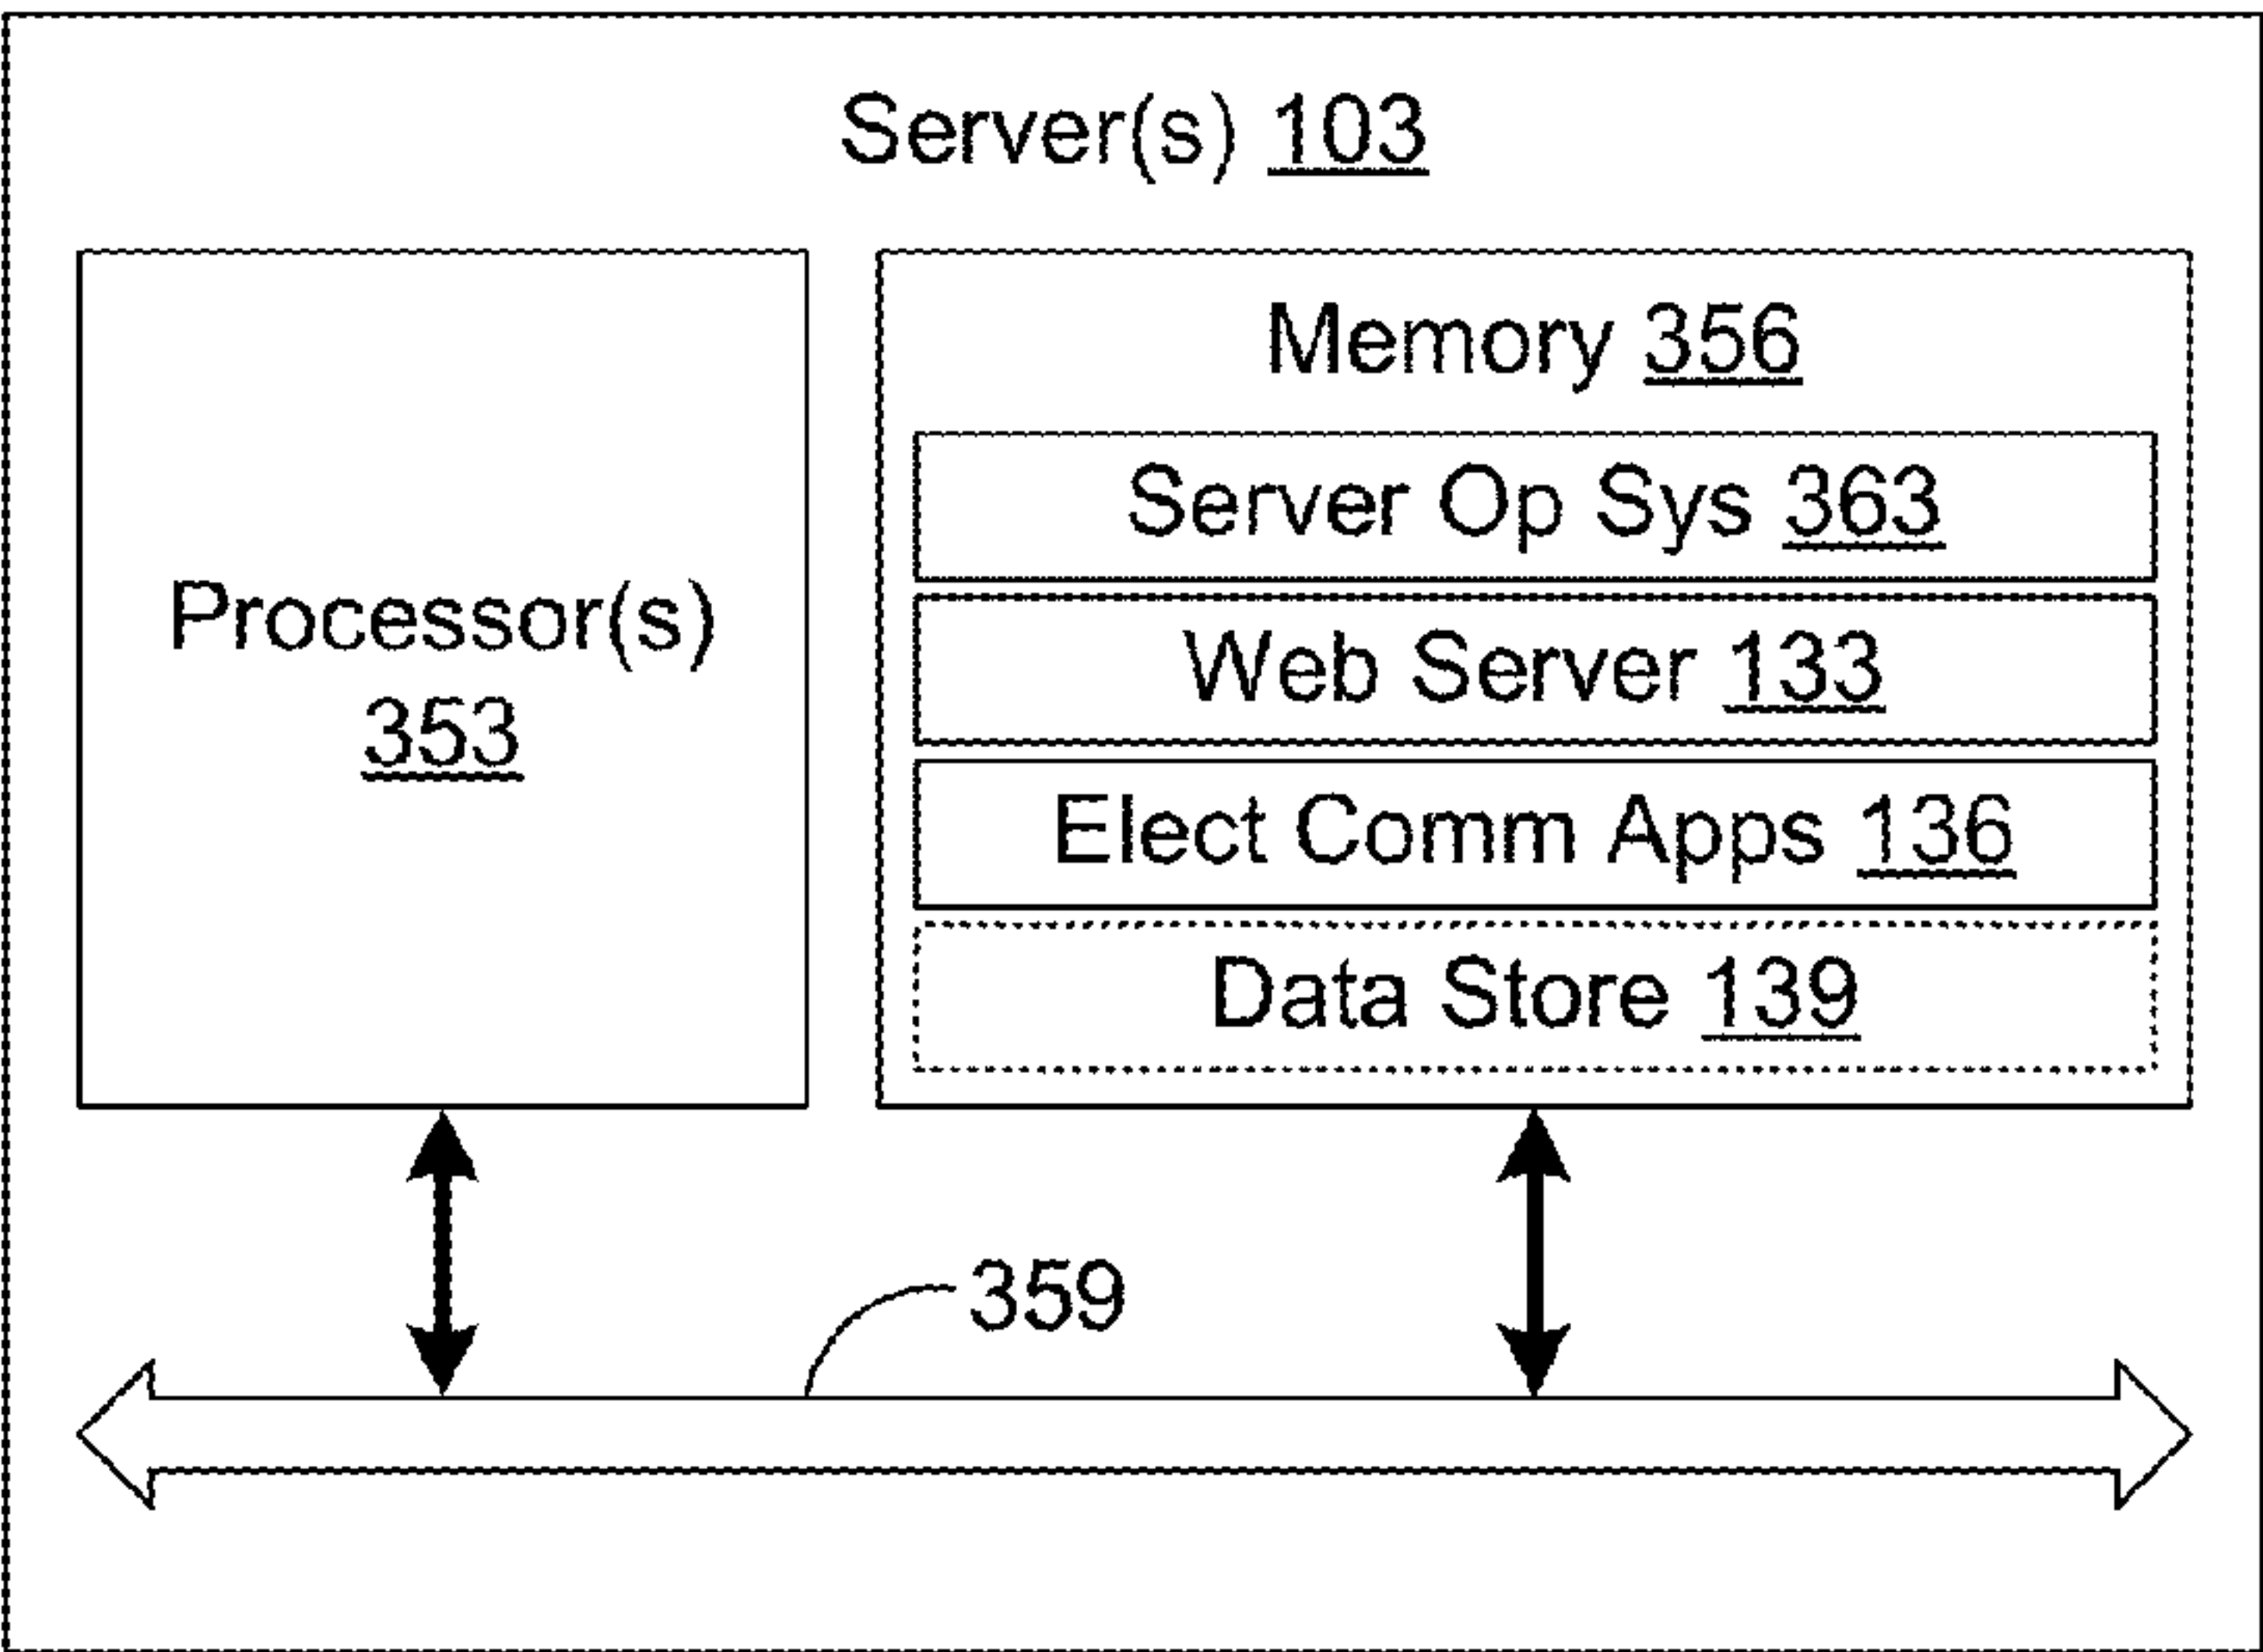 Server(s) 103
Processor(s)
353
Memory 356
Server Op Sys 363
Web Server 133
Elect Comm Apps 136
Data Store 139
359